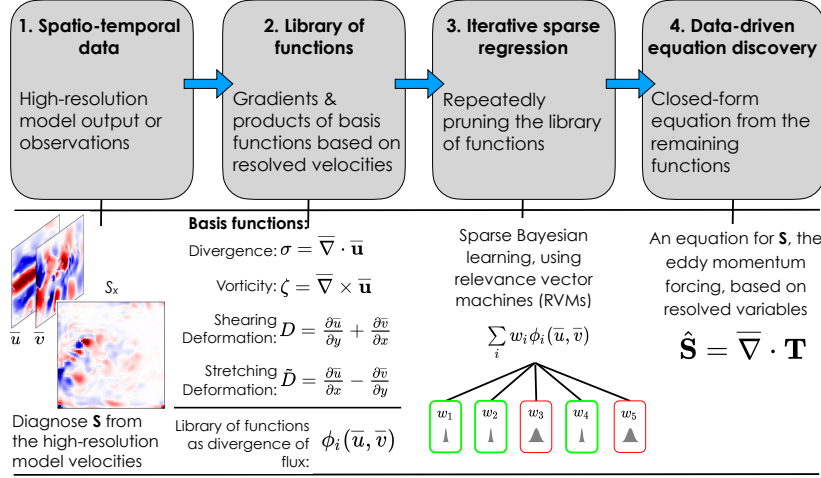 1. Spatio-temporal
data
High-resolution
model output or
observations
2. Library of
functions
Gradients &
products of basis
functions based on
resolved velocities
3. Iterative sparse
regression
Repeatedly
pruning the library
of functions
4. Data-driven
equation discovery
Closed-form
equation from the
remaining
functions
S_x
u̅ v̅
Diagnose S from
the high-resolution
model velocities
Basis functions:
Divergence: σ = ∇̅ · u̅
Vorticity: ζ = ∇̅ × u̅
Shearing
Deformation: D = ∂u̅/∂y + ∂v̅/∂x
Stretching
Deformation: D̃ = ∂u̅/∂x − ∂v̅/∂y
Library of functions
as divergence of
flux: ϕ_i(u̅, v̅)
Sparse Bayesian
learning, using
relevance vector
machines (RVMs)
∑_i w_i ϕ_i(u̅, v̅)
w_1 w_2 w_3 w_4 w_5
An equation for S, the
eddy momentum
forcing, based on
resolved variables
Ŝ = ∇̅ · T